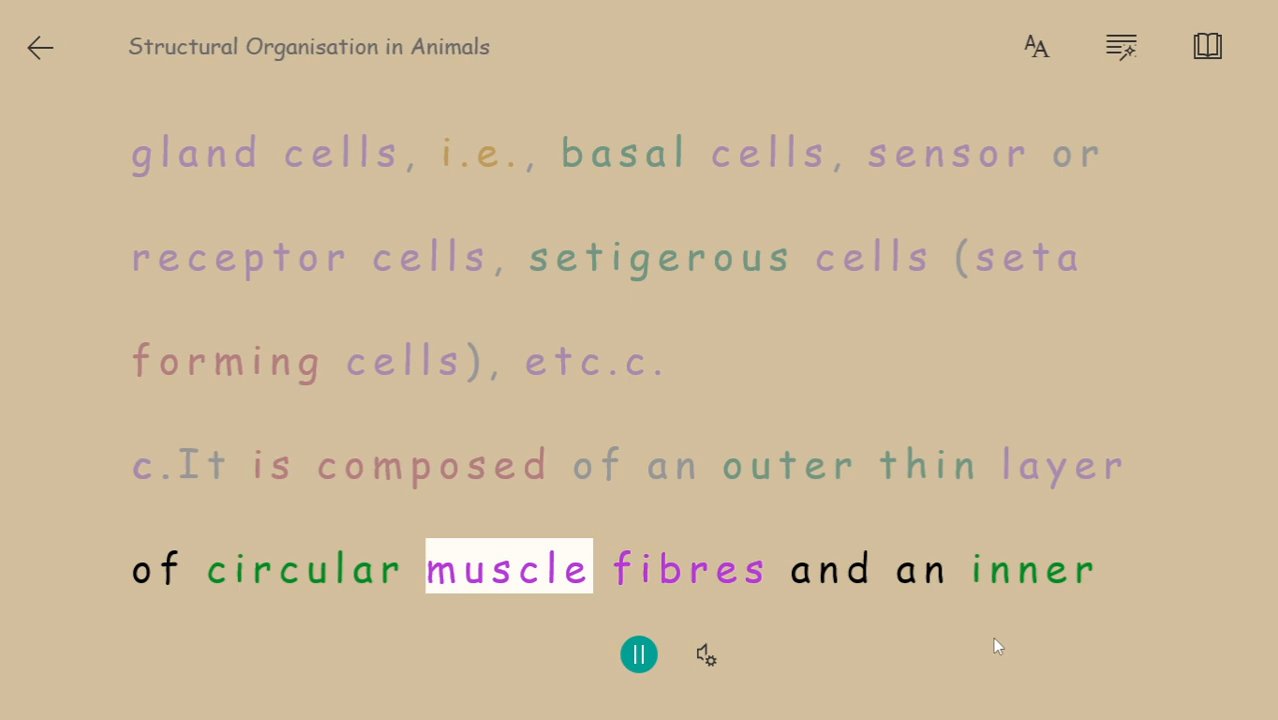 Structural Organisation in Animals
gland cells, i.e., basal cells, sensor or
receptor cells, setigerous cells (seta
forming cells), etc.c.
c.It is composed of an outer thin layer
of circular muscle fibres and an inner